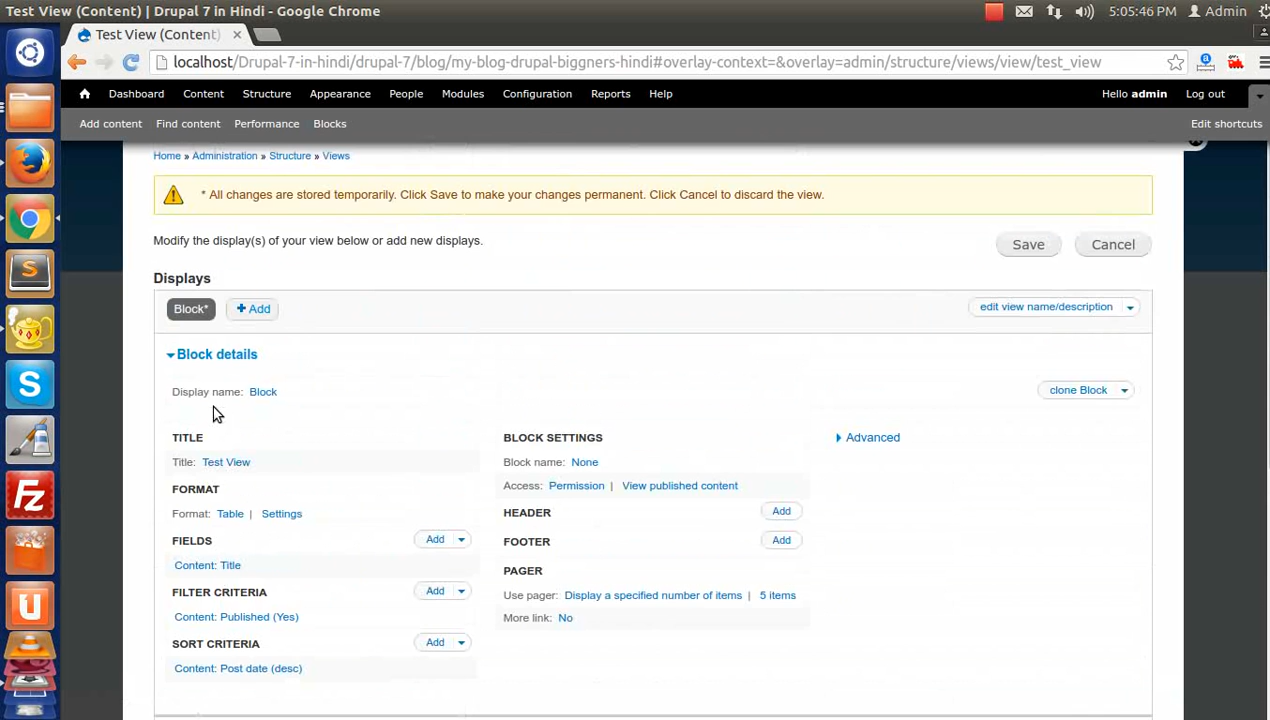 Test View (Content) | Drupal 7 in Hindi - Google Chrome 5:05:46 PM Admin
Test View (Content) ×
localhost/Drupal-7-in-hindi/drupal-7/blog/my-blog-drupal-biggners-hindi#overlay-context=&overlay=admin/structure/views/view/test_view
Dashboard Content Structure Appearance People Modules Configuration Reports Help Hello admin Log out
Add content Find content Performance Blocks Edit shortcuts
Home » Administration » Structure » Views
* All changes are stored temporarily. Click Save to make your changes permanent. Click Cancel to discard the view.
Modify the display(s) of your view below or add new displays. Save Cancel
Displays
Block* + Add edit view name/description
Block details
Display name: Block clone Block
TITLE BLOCK SETTINGS Advanced
Title: Test View Block name: None
Access: Permission | View published content
FORMAT
Format: Table | Settings HEADER Add
FIELDS Add FOOTER Add
Content: Title PAGER
FILTER CRITERIA Add Use pager: Display a specified number of items | 5 items
Content: Published (Yes) More link: No
SORT CRITERIA Add
Content: Post date (desc)